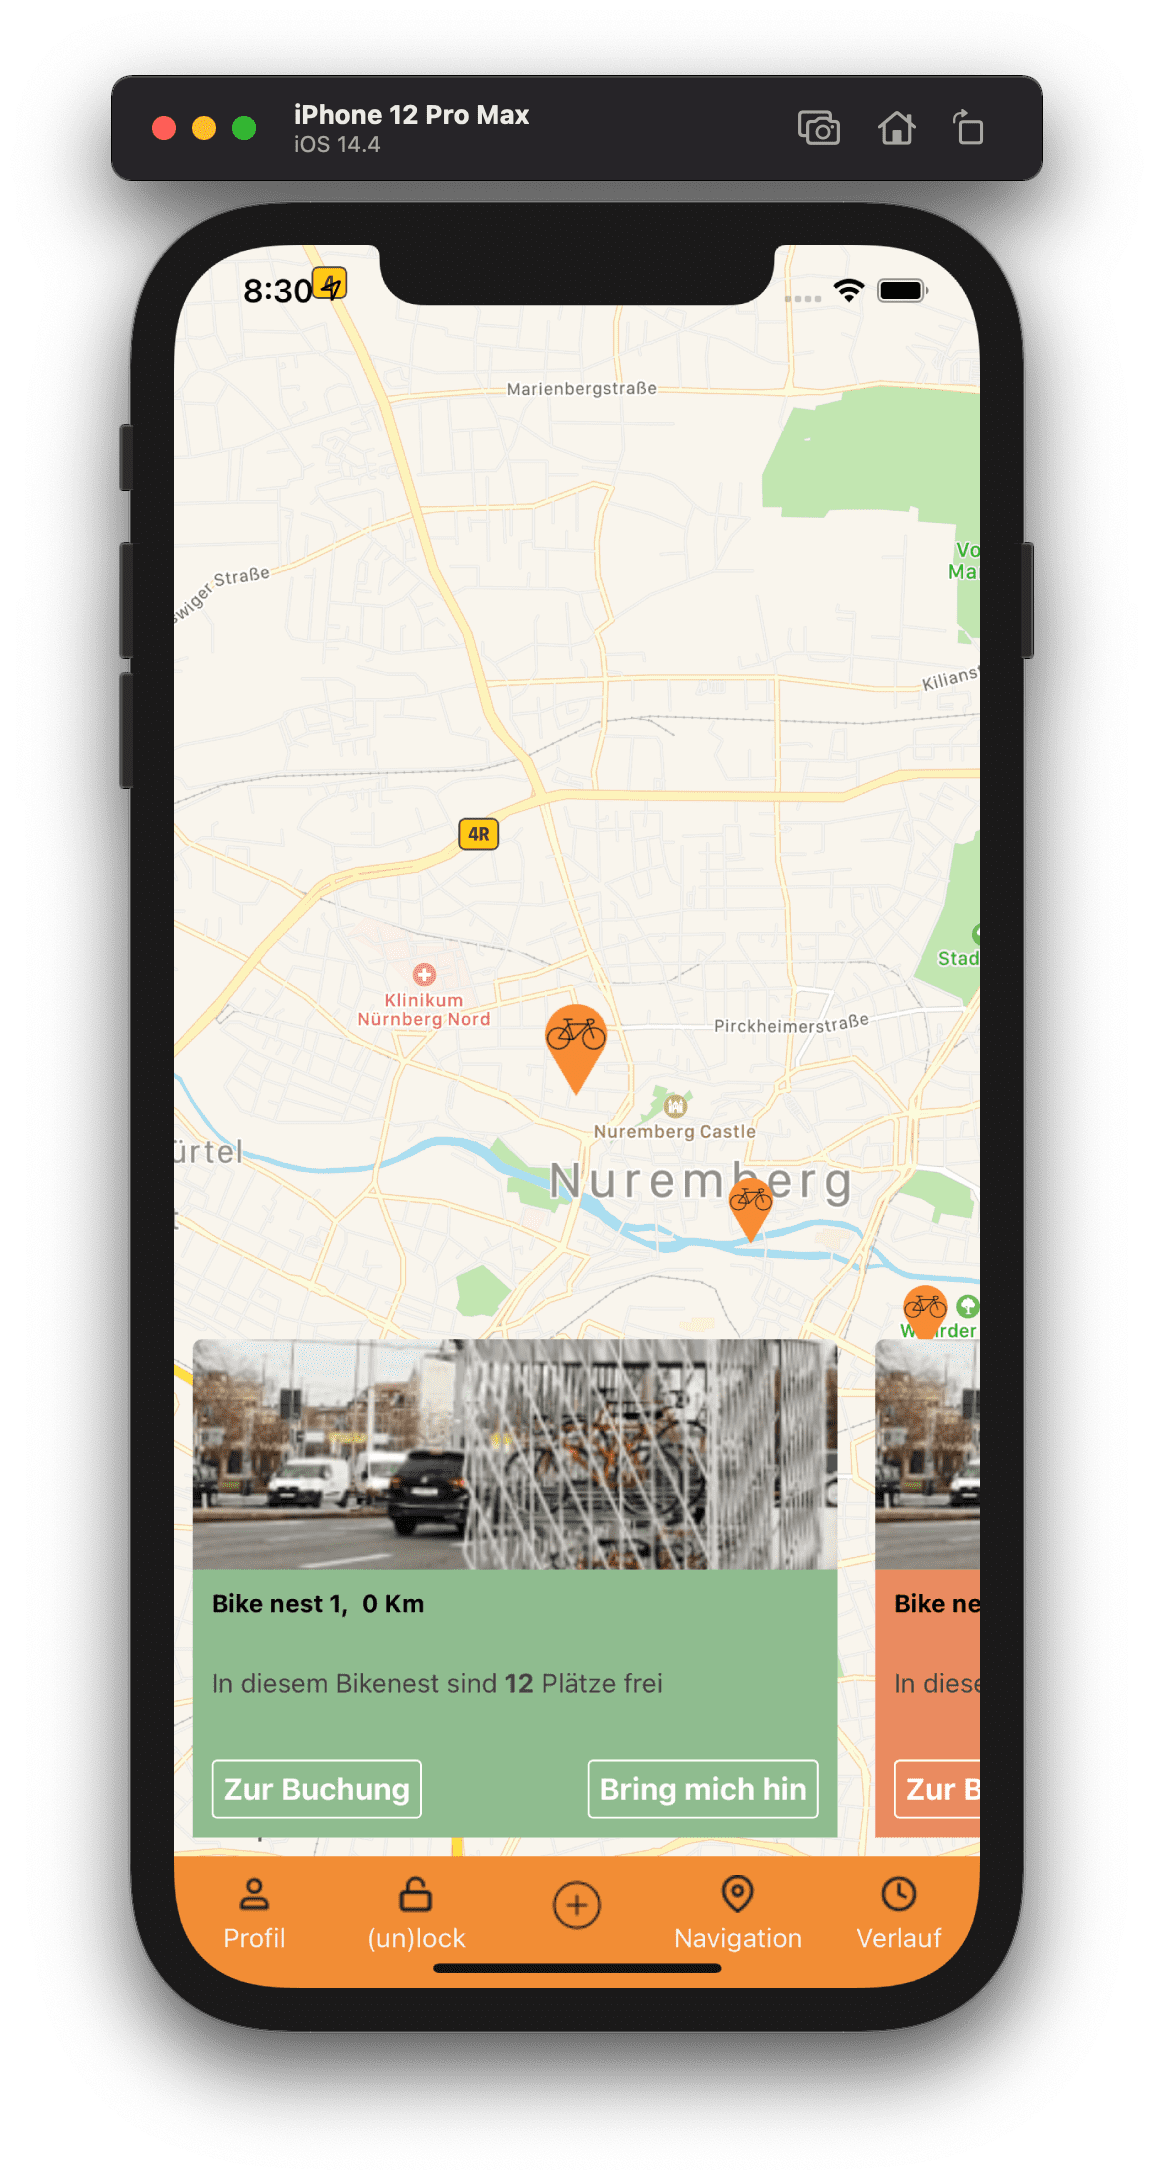 iPhone 12 Pro Max
iOS 14.4
8:30
Marienbergstraße
swiger Straße
Vo
Ma
Kilianst
4R
Stad
Klinikum
Nürnberg Nord
Pirckheimerstraße
Nuremberg Castle
ürtel
Nuremberg
t
W rder
Bike nest 1, 0 Km
Bike ne
In diesem Bikenest sind 12 Plätze frei
In diese
Zur Buchung
Bring mich hin
Zur B
Profil
(un)lock
Navigation
Verlauf